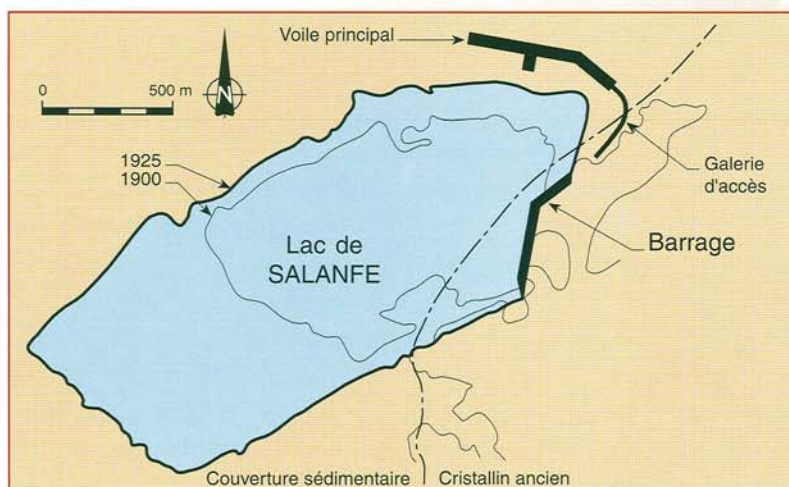 Voile principal
0 500 m
N
1925
1900
Galerie
d'accès
Lac de
SALANFE
Barrage
Couverture sédimentaire
Cristallin ancien